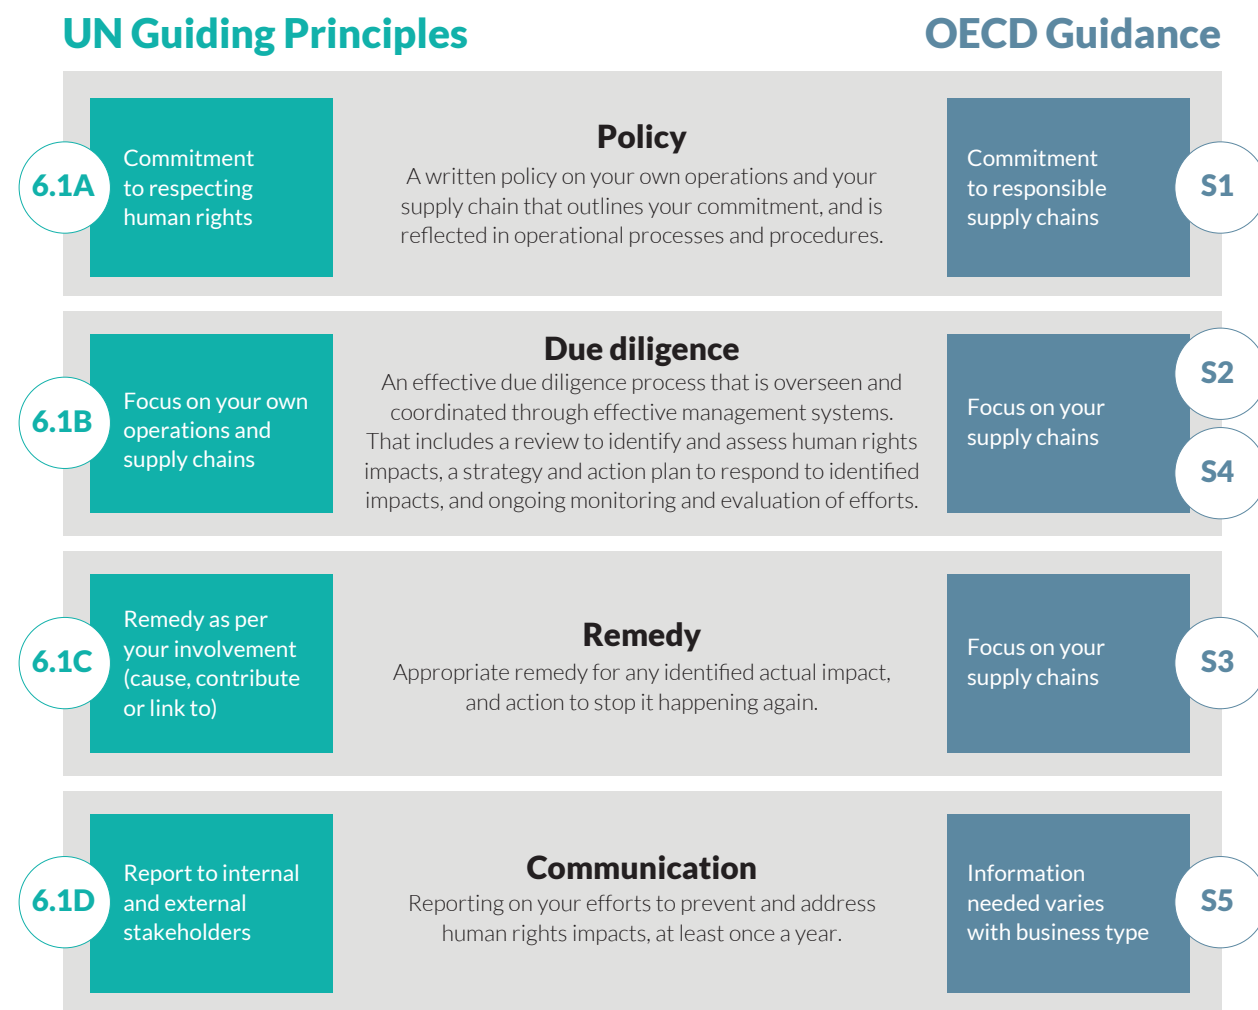 UN Guiding Principles
OECD Guidance
6.1A
Commitment
to respecting
human rights
Policy
A written policy on your own operations and your
supply chain that outlines your commitment, and is
reflected in operational processes and procedures.
Commitment
to responsible
supply chains
S1
6.1B
Focus on your own
operations and
supply chains
Due diligence
An effective due diligence process that is overseen and
coordinated through effective management systems.
That includes a review to identify and assess human rights
impacts, a strategy and action plan to respond to identified
impacts, and ongoing monitoring and evaluation of efforts.
Focus on your
supply chains
S2
S4
6.1C
Remedy as per
your involvement
(cause, contribute
or link to)
Remedy
Appropriate remedy for any identified actual impact,
and action to stop it happening again.
Focus on your
supply chains
S3
6.1D
Report to internal
and external
stakeholders
Communication
Reporting on your efforts to prevent and address
human rights impacts, at least once a year.
Information
needed varies
with business type
S5